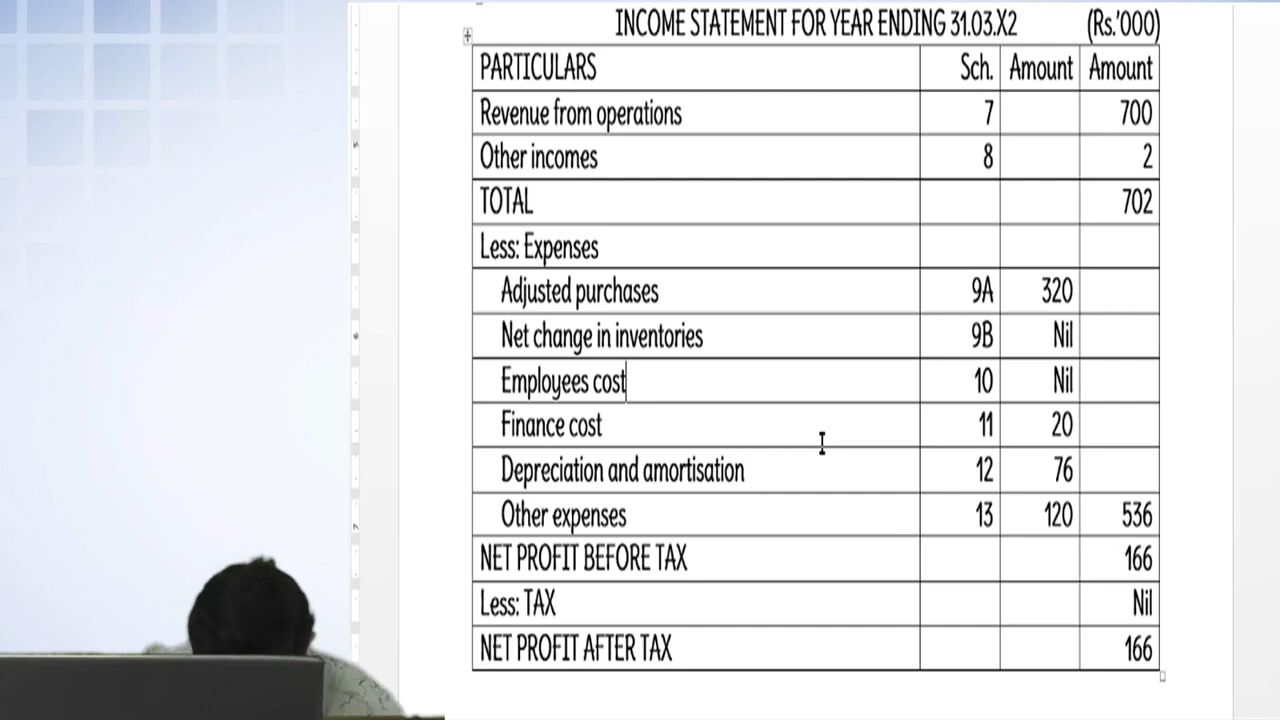 INCOME STATEMENT FOR YEAR ENDING 31.03.X2 (Rs.'000)
PARTICULARS Sch. Amount Amount
Revenue from operations 7 700
Other incomes 8 2
TOTAL 702
Less: Expenses
Adjusted purchases 9A 320
Net change in inventories 9B Nil
Employees cost 10 Nil
Finance cost 11 20
Depreciation and amortisation 12 76
Other expenses 13 120 536
NET PROFIT BEFORE TAX 166
Less: TAX Nil
NET PROFIT AFTER TAX 166